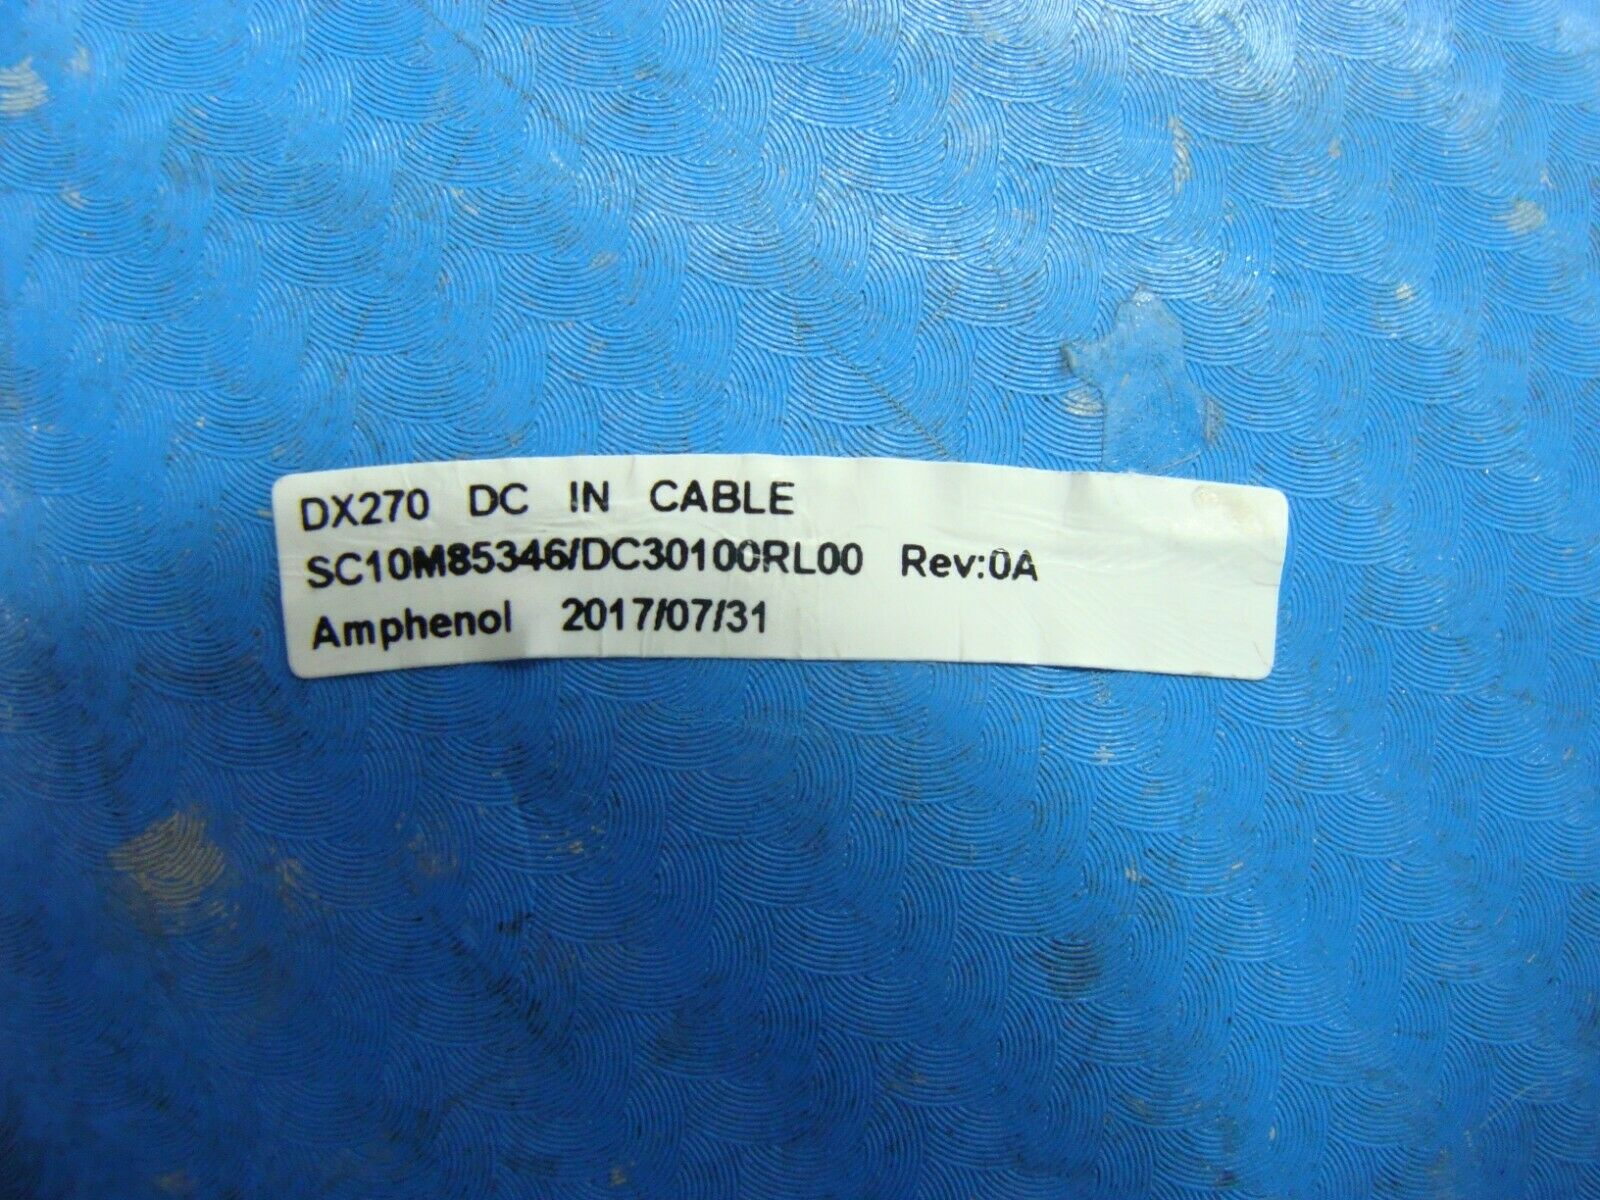 DX270 DC IN CABLE
SC10M85346/DC30100RL00 Rev:0A
Amphenol 2017/07/31